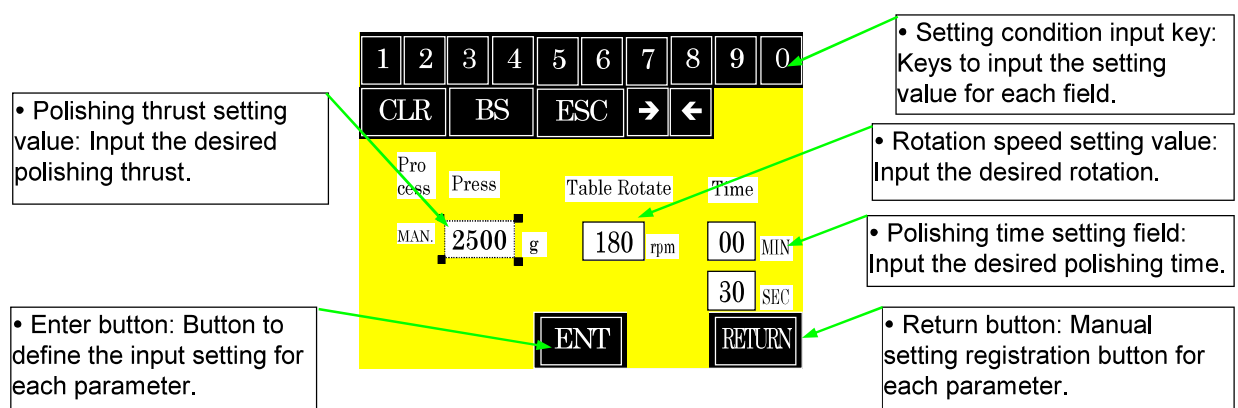 1 2 3 4 5 6 7 8 9 0
CLR BS ESC → ←
Pro
cess
Press
Table Rotate
Time
MAN.
2500 g
180 rpm
00 MIN
30 SEC
ENT
RETURN
• Polishing thrust setting
value: Input the desired
polishing thrust.
• Enter button: Button to
define the input setting for
each parameter.
• Setting condition input key:
Keys to input the setting
value for each field.
• Rotation speed setting value:
Input the desired rotation.
• Polishing time setting field:
Input the desired polishing time.
• Return button: Manual
setting registration button for
each parameter.